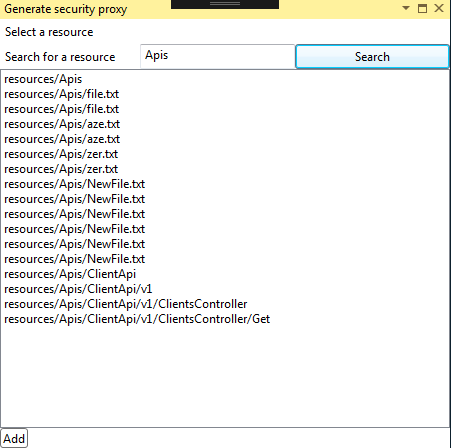 Generate security proxy
Select a resource
Search for a resource Apis Search
resources/Apis
resources/Apis/file.txt
resources/Apis/file.txt
resources/Apis/aze.txt
resources/Apis/aze.txt
resources/Apis/zer.txt
resources/Apis/zer.txt
resources/Apis/NewFile.txt
resources/Apis/NewFile.txt
resources/Apis/NewFile.txt
resources/Apis/NewFile.txt
resources/Apis/NewFile.txt
resources/Apis/NewFile.txt
resources/Apis/ClientApi
resources/Apis/ClientApi/v1
resources/Apis/ClientApi/v1/ClientsController
resources/Apis/ClientApi/v1/ClientsController/Get
Add